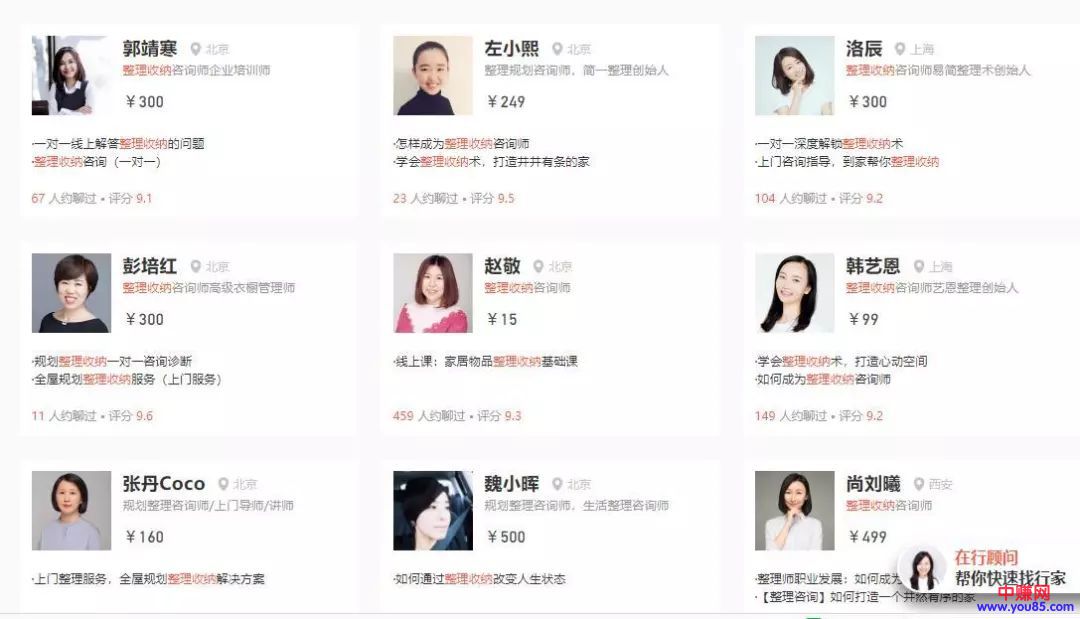 郭靖寒 北京
整理收纳咨询师企业培训师
￥300
·一对一线上解答整理收纳的问题
·整理收纳咨询（一对一）
67 人约聊过 • 评分 9.1
左小熙 北京
整理规划咨询师，简一整理创始人
￥249
·怎样成为整理收纳咨询师
·学会整理收纳术，打造井井有条的家
23 人约聊过 • 评分 9.5
洛辰 上海
整理收纳咨询师易简整理术创始人
￥300
·一对一深度解锁整理收纳术
·上门咨询指导，到家帮你整理收纳
104 人约聊过 • 评分 9.2
彭培红 北京
整理收纳咨询师高级衣橱管理师
￥300
·规划整理收纳一对一咨询诊断
·全屋规划整理收纳服务（上门服务）
11 人约聊过 • 评分 9.6
赵敬 北京
整理收纳咨询师
￥15
·线上课：家居物品整理收纳基础课
459 人约聊过 • 评分 9.3
韩艺恩 上海
整理收纳咨询师艺恩整理创始人
￥99
·学会整理收纳术，打造心动空间
·如何成为整理收纳咨询师
149 人约聊过 • 评分 9.2
张丹Coco 北京
规划整理咨询师/上门导师/讲师
￥160
·上门整理服务，全屋规划整理收纳解决方案
魏小晖 北京
规划整理咨询师，生活整理咨询师
￥500
·如何通过整理收纳改变人生状态
尚刘曦 西安
整理收纳咨询师
￥499
·整理师职业发展：如何成为
·【整理咨询】如何打造一个井然有序的家
在行顾问
帮你快速找行家
中赚网
www.you85.com